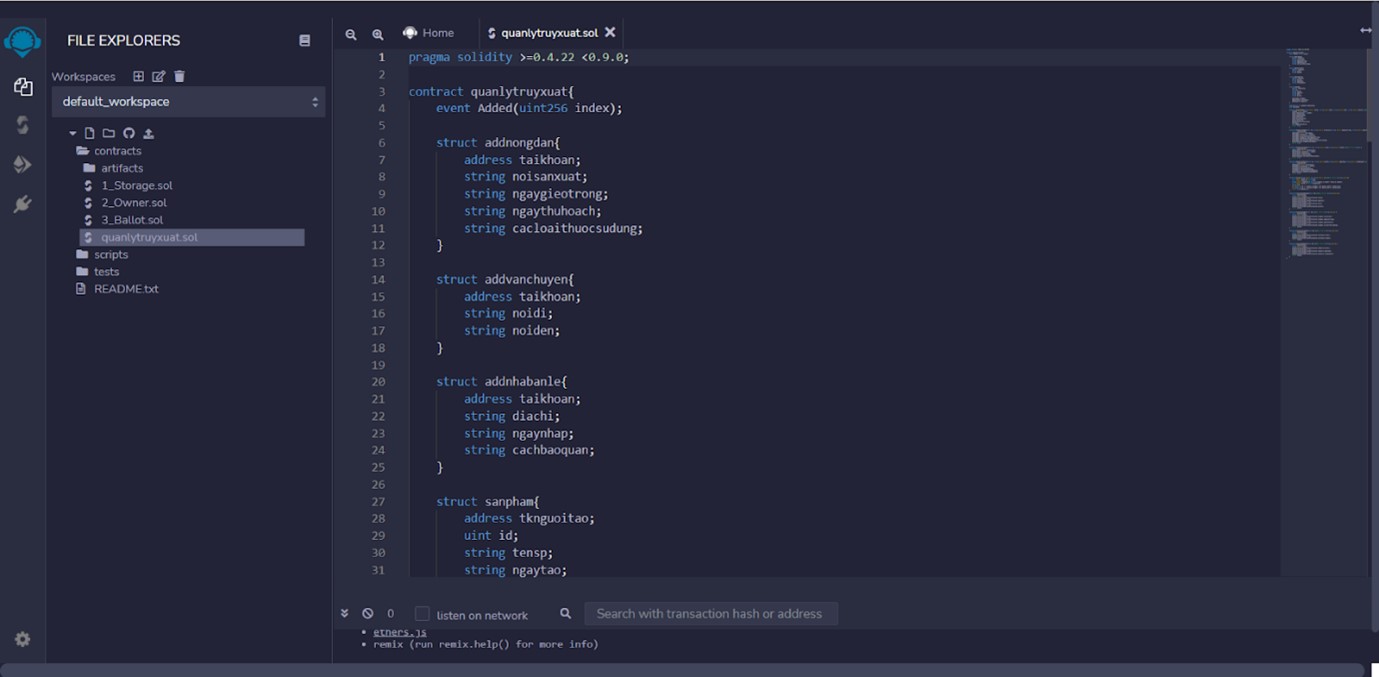 FILE EXPLORERS
Workspaces
default_workspace
contracts
artifacts
1_Storage.sol
2_Owner.sol
3_Ballot.sol
quanlytruyxuat.sol
scripts
tests
README.txt
Home
quanlytruyxuat.sol
1 pragma solidity >=0.4.22 <0.9.0;
2
3 contract quanlytruyxuat{
4 event Added(uint256 index);
5
6 struct addnongdan{
7 address taikhoan;
8 string noisanxuat;
9 string ngaygieotrong;
10 string ngaythuhoach;
11 string cacloaithuocsudung;
12 }
13
14 struct addvanchuyen{
15 address taikhoan;
16 string noidi;
17 string noiden;
18 }
19
20 struct addnhabanle{
21 address taikhoan;
22 string diachi;
23 string ngaynhap;
24 string cachbaoquan;
25 }
26
27 struct sanpham{
28 address tknguoitao;
29 uint id;
30 string tensp;
31 string ngaytao;
0 listen on network Search with transaction hash or address
• ethers.js
• remix (run remix.help() for more info)